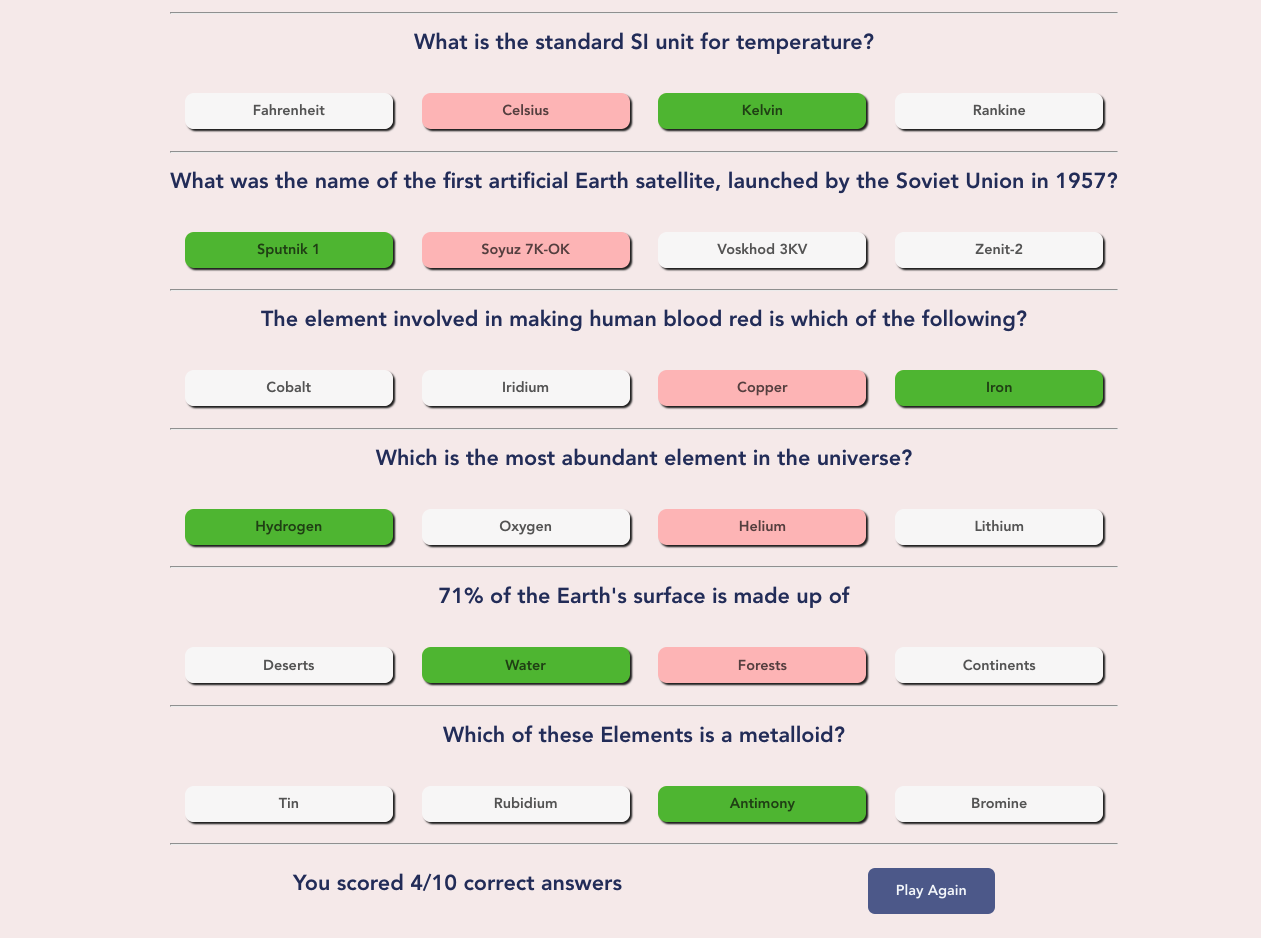 What is the standard SI unit for temperature?
Fahrenheit Celsius Kelvin Rankine
What was the name of the first artificial Earth satellite, launched by the Soviet Union in 1957?
Sputnik 1 Soyuz 7K-OK Voskhod 3KV Zenit-2
The element involved in making human blood red is which of the following?
Cobalt Iridium Copper Iron
Which is the most abundant element in the universe?
Hydrogen Oxygen Helium Lithium
71% of the Earth's surface is made up of
Deserts Water Forests Continents
Which of these Elements is a metalloid?
Tin Rubidium Antimony Bromine
You scored 4/10 correct answers Play Again